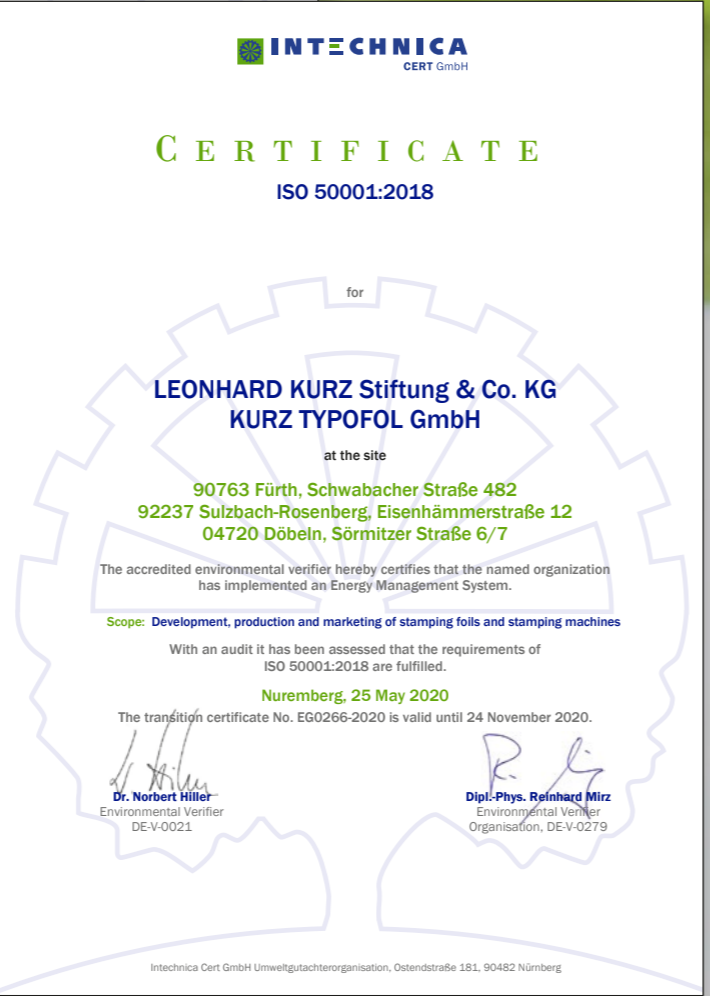 INTECHNICA
CERT GmbH
CERTIFICATE
ISO 50001:2018
for
LEONHARD KURZ Stiftung & Co. KG
KURZ TYPOFOL GmbH
at the site
90763 Fürth, Schwabacher Straße 482
92237 Sulzbach-Rosenberg, Eisenhämmerstraße 12
04720 Döbeln, Sörmitzer Straße 6/7
The accredited environmental verifier hereby certifies that the named organization
has implemented an Energy Management System.
Scope: Development, production and marketing of stamping foils and stamping machines
With an audit it has been assessed that the requirements of
ISO 50001:2018 are fulfilled.
Nuremberg, 25 May 2020
The transition certificate No. EG0266-2020 is valid until 24 November 2020.
Dr. Norbert Hiller
Environmental Verifier
DE-V-0021
Dipl.-Phys. Reinhard Mirz
Environmental Verifier
Organisation, DE-V-0279
Intechnica Cert GmbH Umweltgutachterorganisation, Ostendstraße 181, 90482 Nürnberg